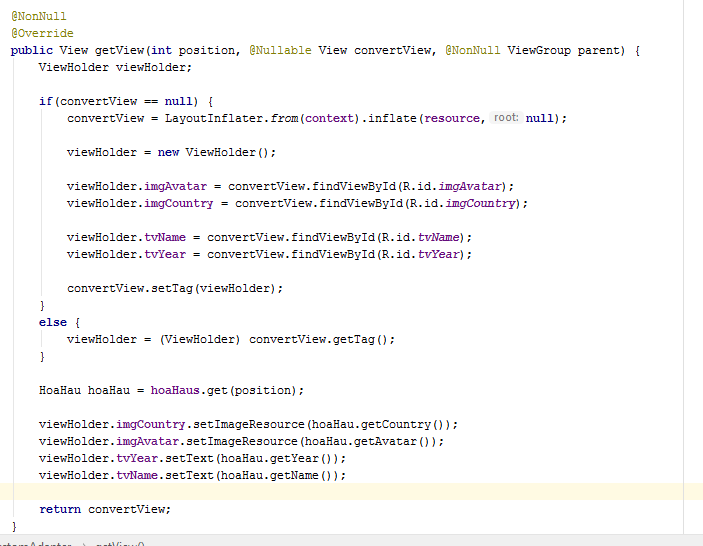 @NonNull
@Override
public View getView(int position, @Nullable View convertView, @NonNull ViewGroup parent) {
ViewHolder viewHolder;
if(convertView == null) {
convertView = LayoutInflater.from(context).inflate(resource, root: null);
viewHolder = new ViewHolder();
viewHolder.imgAvatar = convertView.findViewById(R.id.imgAvatar);
viewHolder.imgCountry = convertView.findViewById(R.id.imgCountry);
viewHolder.tvName = convertView.findViewById(R.id.tvName);
viewHolder.tvYear = convertView.findViewById(R.id.tvYear);
convertView.setTag(viewHolder);
}
else {
viewHolder = (ViewHolder) convertView.getTag();
}
HoaHau hoaHau = hoaHaus.get(position);
viewHolder.imgCountry.setImageResource(hoaHau.getCountry());
viewHolder.imgAvatar.setImageResource(hoaHau.getAvatar());
viewHolder.tvYear.setText(hoaHau.getYear());
viewHolder.tvName.setText(hoaHau.getName());
return convertView;
}